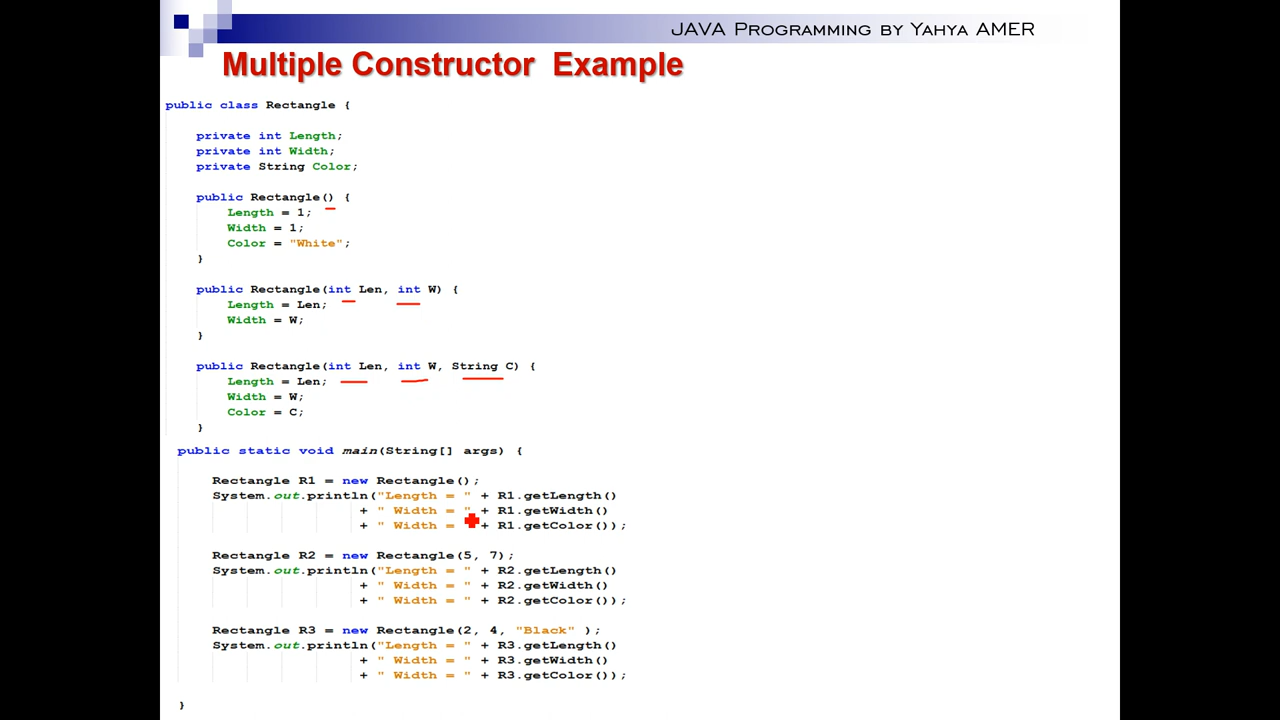 JAVA Programming by Yahya AMER
Multiple Constructor Example
public class Rectangle {
private int Length;
private int Width;
private String Color;
public Rectangle() {
Length = 1;
Width = 1;
Color = "White";
}
public Rectangle(int Len, int W) {
Length = Len;
Width = W;
}
public Rectangle(int Len, int W, String C) {
Length = Len;
Width = W;
Color = C;
}
public static void main(String[] args) {
Rectangle R1 = new Rectangle();
System.out.println("Length = " + R1.getLength()
+ " Width = " + R1.getWidth()
+ " Width = " + R1.getColor());
Rectangle R2 = new Rectangle(5, 7);
System.out.println("Length = " + R2.getLength()
+ " Width = " + R2.getWidth()
+ " Width = " + R2.getColor());
Rectangle R3 = new Rectangle(2, 4, "Black" );
System.out.println("Length = " + R3.getLength()
+ " Width = " + R3.getWidth()
+ " Width = " + R3.getColor());
}